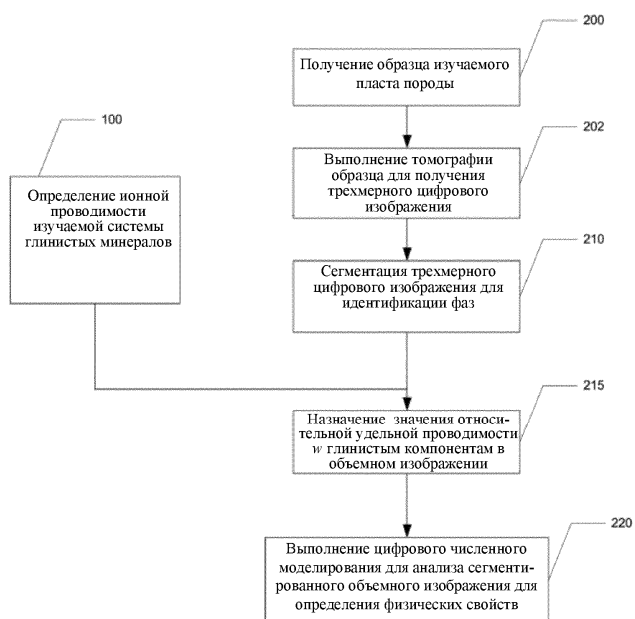 200
Получение образца изучаемого
пласта породы
202
Выполнение томографии
образца для получения
трехмерного цифрового
изображения
100
Определение ионной
проводимости
изучаемой системы
глинистых минералов
210
Сегментация трехмерного
цифрового изображения для
идентификации фаз
215
Назначение значения относи-
тельной удельной проводимости
w глинистым компонентам в
объемном изображении
220
Выполнение цифрового численного
моделирования для анализа сегменти-
рованного объемного изображения для
определения физических свойств